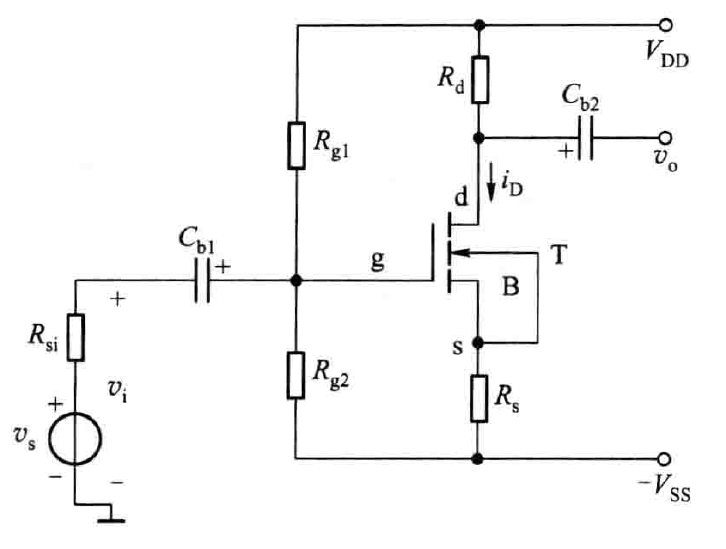 V_DD
R_d
C_b2
+
v_o
R_g1
i_D
d
C_b1
+
g
T
B
+
s
R_si
R_g2
v_i
R_s
+
v_s
− −
−V_SS